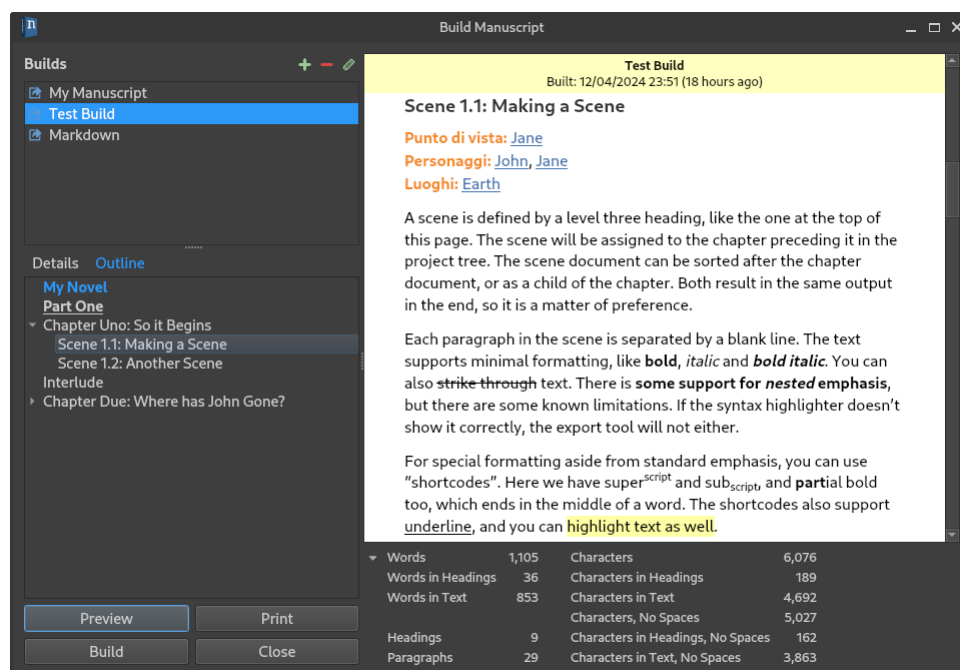 n
Build Manuscript
Builds
My Manuscript
Test Build
Markdown
Details Outline
My Novel
Part One
Chapter Uno: So it Begins
Scene 1.1: Making a Scene
Scene 1.2: Another Scene
Interlude
Chapter Due: Where has John Gone?
Preview Print
Build Close
Test Build
Built: 12/04/2024 23:51 (18 hours ago)
Scene 1.1: Making a Scene
Punto di vista: Jane
Personaggi: John, Jane
Luoghi: Earth
A scene is defined by a level three heading, like the one at the top of
this page. The scene will be assigned to the chapter preceding it in the
project tree. The scene document can be sorted after the chapter
document, or as a child of the chapter. Both result in the same output
in the end, so it is a matter of preference.
Each paragraph in the scene is separated by a blank line. The text
supports minimal formatting, like bold, italic and bold italic. You can
also strike through text. There is some support for nested emphasis,
but there are some known limitations. If the syntax highlighter doesn't
show it correctly, the export tool will not either.
For special formatting aside from standard emphasis, you can use
"shortcodes". Here we have superscript and subscript, and partial bold
too, which ends in the middle of a word. The shortcodes also support
underline, and you can highlight text as well.
Words 1,105 Characters 6,076
Words in Headings 36 Characters in Headings 189
Words in Text 853 Characters in Text 4,692
Characters, No Spaces 5,027
Headings 9 Characters in Headings, No Spaces 162
Paragraphs 29 Characters in Text, No Spaces 3,863